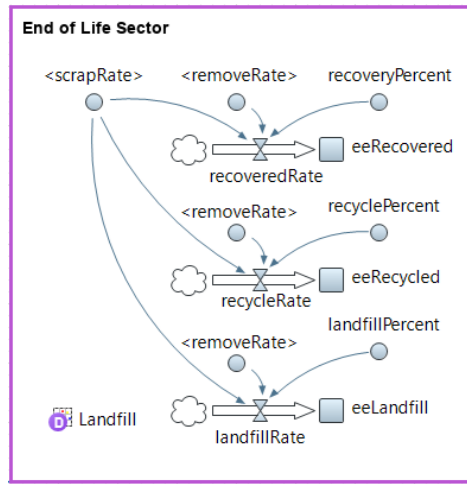 End of Life Sector
<scrapRate> <removeRate> recoveryPercent
eeRecovered
recoveredRate
<removeRate> recyclePercent
eeRecycled
recycleRate
landfillPercent
<removeRate>
eeLandfill
D Landfill
landfillRate